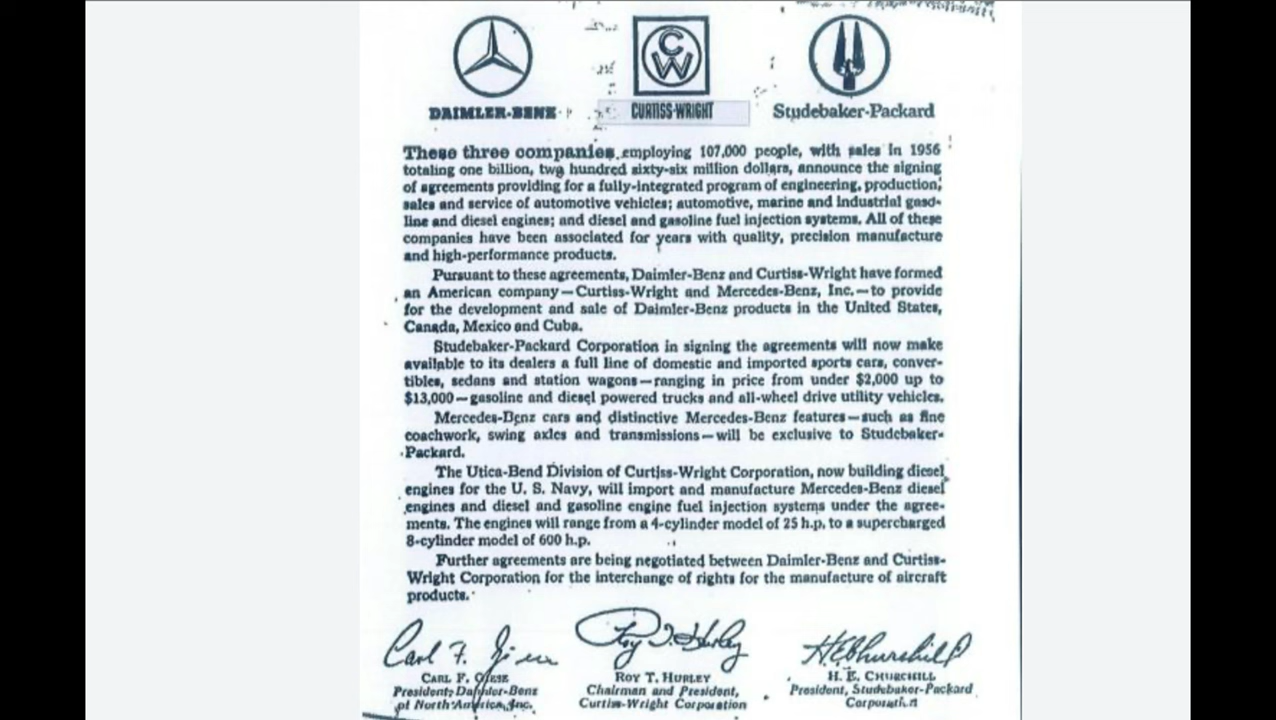 DAIMLER-BENZ
CW
CURTISS-WRIGHT
Studebaker-Packard
These three companies, employing 107,000 people, with sales in 1956
totaling one billion, two hundred sixty-six million dollars, announce the signing
of agreements providing for a fully-integrated program of engineering, production,
sales and service of automotive vehicles; automotive, marine and industrial gaso-
line and diesel engines; and diesel and gasoline fuel injection systems. All of these
companies have been associated for years with quality, precision manufacture
and high-performance products.
Pursuant to these agreements, Daimler-Benz and Curtiss-Wright have formed
an American company—Curtiss-Wright and Mercedes-Benz, Inc.—to provide
for the development and sale of Daimler-Benz products in the United States,
Canada, Mexico and Cuba.
Studebaker-Packard Corporation in signing the agreements will now make
available to its dealers a full line of domestic and imported sports cars, conver-
tibles, sedans and station wagons—ranging in price from under $2,000 up to
$13,000—gasoline and diesel powered trucks and all-wheel drive utility vehicles.
Mercedes-Benz cars and distinctive Mercedes-Benz features—such as fine
coachwork, swing axles and transmissions—will be exclusive to Studebaker-
Packard.
The Utica-Bend Division of Curtiss-Wright Corporation, now building diesel
engines for the U. S. Navy, will import and manufacture Mercedes-Benz diesel
engines and diesel and gasoline engine fuel injection systems under the agree-
ments. The engines will range from a 4-cylinder model of 25 h.p. to a supercharged
8-cylinder model of 600 h.p.
Further agreements are being negotiated between Daimler-Benz and Curtiss-
Wright Corporation for the interchange of rights for the manufacture of aircraft
products.
Carl F. Roy T. Hurley H E Churchill
CARL F. ROY T. HURLEY H. E. CHURCHILL
President, Daimler-Benz Chairman and President, President, Studebaker-Packard
of North America, Inc. Curtiss-Wright Corporation Corporation